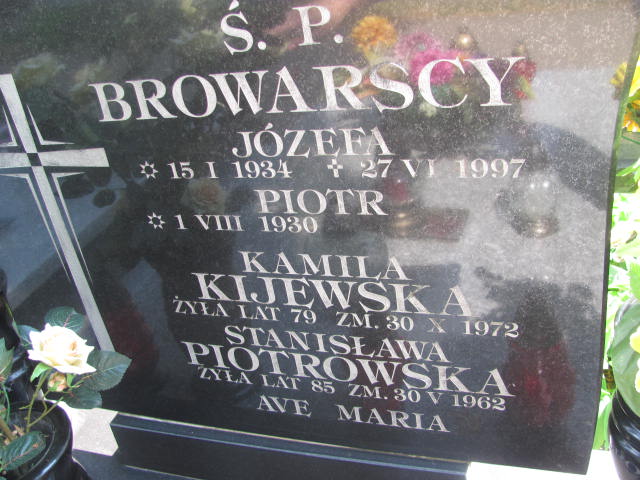 Ś. P.
BROWARSCY
JÓZEFA
15 I 1934 27 VI 1997
PIOTR
1 VIII 1930
KAMILA
KIJEWSKA
ŻYŁA LAT 79 ZM. 30 X 1972
STANISŁAWA
PIOTROWSKA
ŻYŁA LAT 85 ZM. 30 V 1962
AVE MARIA